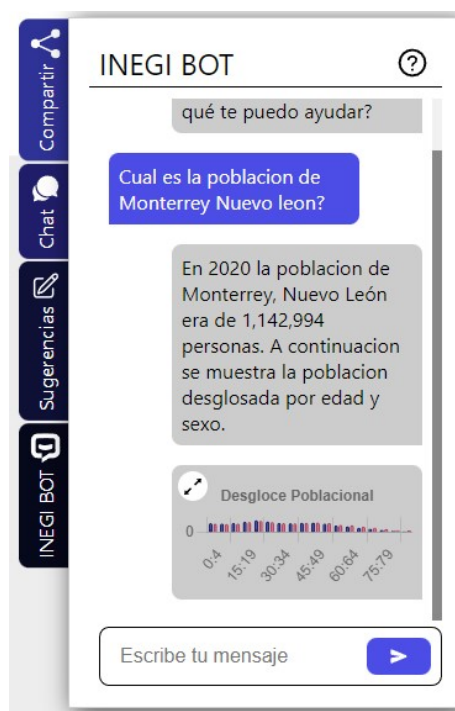 Compartir
Chat
Sugerencias
INEGI BOT
INEGI BOT
qué te puedo ayudar?
Cual es la poblacion de
Monterrey Nuevo leon?
En 2020 la poblacion de
Monterrey, Nuevo León
era de 1,142,994
personas. A continuacion
se muestra la poblacion
desglosada por edad y
sexo.
Desgloce Poblacional
0
0:4 15:19 30:34 45:49 60:64 75:79
Escribe tu mensaje